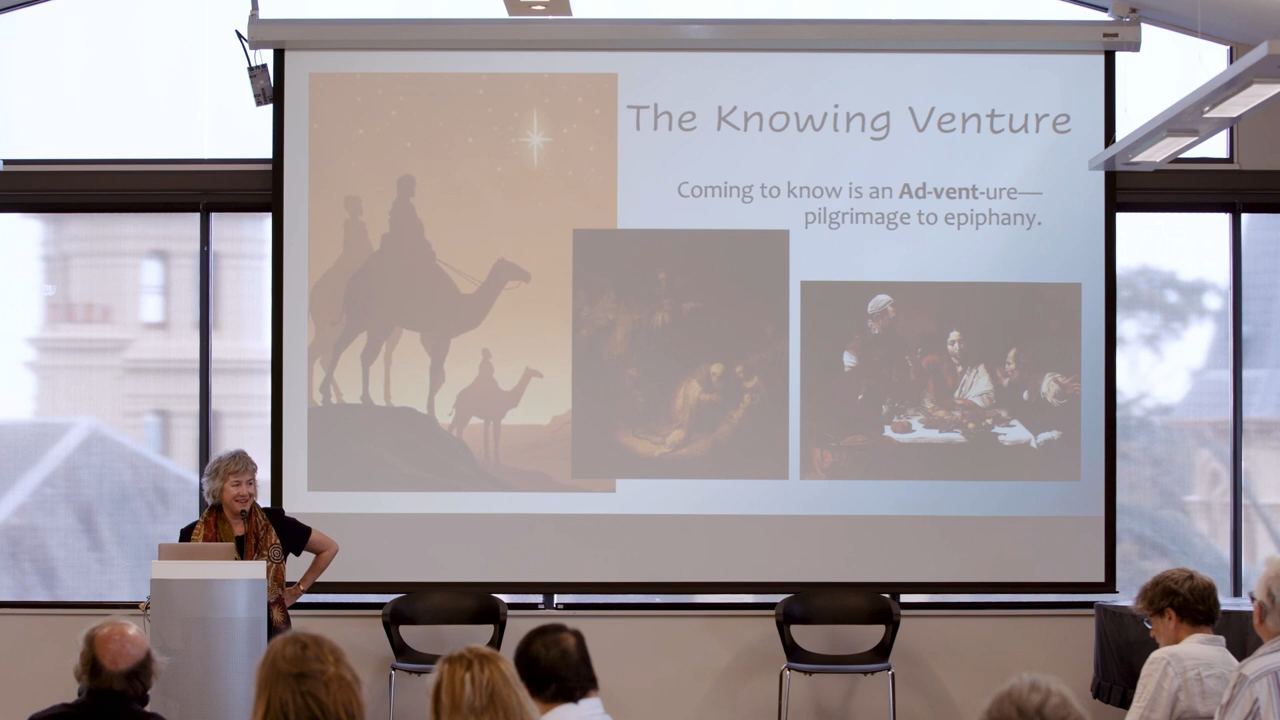 The Knowing Venture
Coming to know is an Ad-vent-ure—
pilgrimage to epiphany.